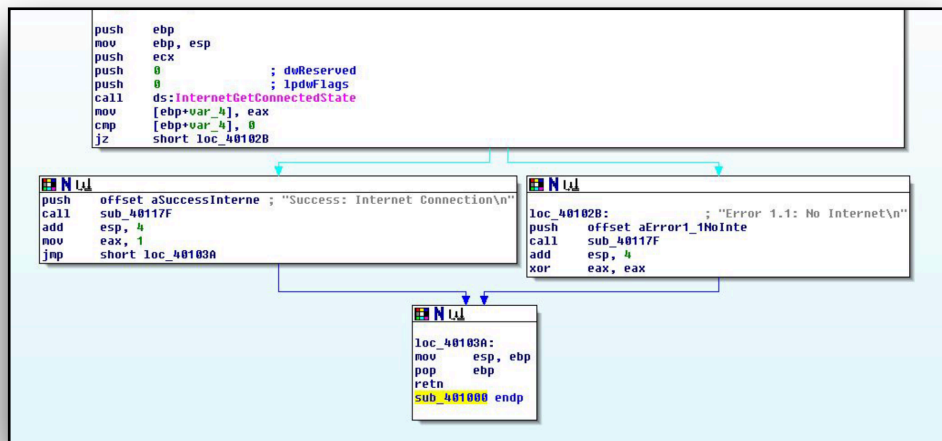 push    ebp
mov     ebp, esp
push    ecx
push    0               ; dwReserved
push    0               ; lpdwFlags
call    ds:InternetGetConnectedState
mov     [ebp+var_4], eax
cmp     [ebp+var_4], 0
jz      short loc_40102B
push    offset aSuccessInterne ; "Success: Internet Connection\n"
call    sub_40117F
add     esp, 4
mov     eax, 1
jmp     short loc_40103A
loc_40102B:             ; "Error 1.1: No Internet\n"
push    offset aError1_1NoInte
call    sub_40117F
add     esp, 4
xor     eax, eax
loc_40103A:
mov     esp, ebp
pop     ebp
retn
sub_401000 endp